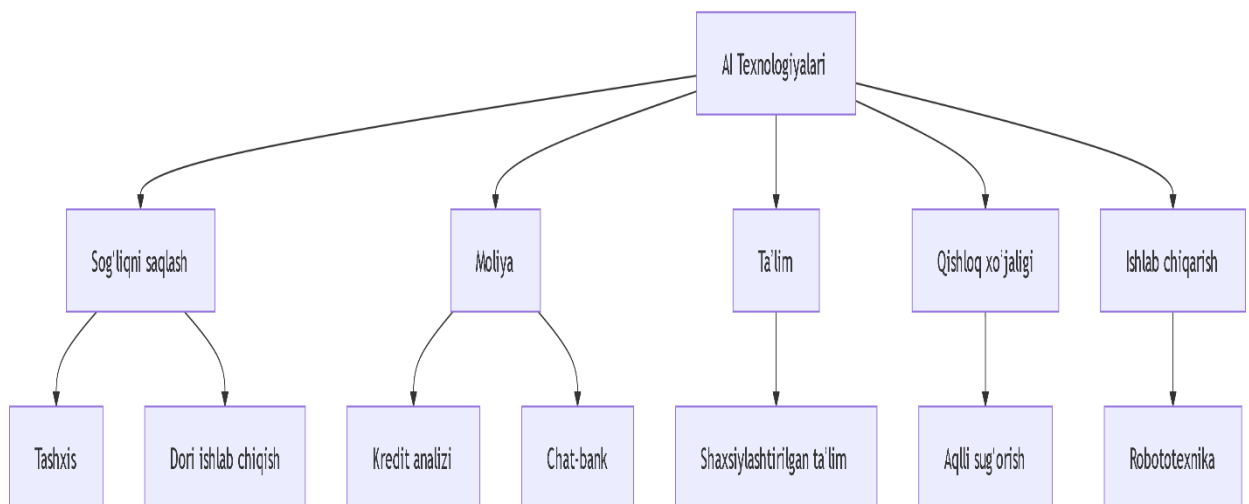 AI Texnologiyalari
Sog'liqni saqlash
Moliya
Ta'lim
Qishloq xo'jaligi
Ishlab chiqarish
Tashxis
Dori ishlab chiqish
Kredit analizi
Chat-bank
Shaxsiylashtirilgan ta'lim
Aqlli sug'orish
Robototexnika